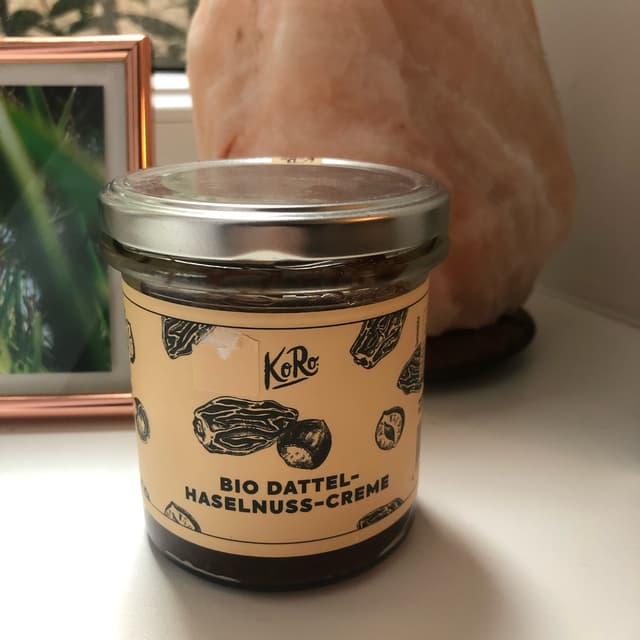 KoRo
BIO DATTEL-
HASELNUSS-CREME